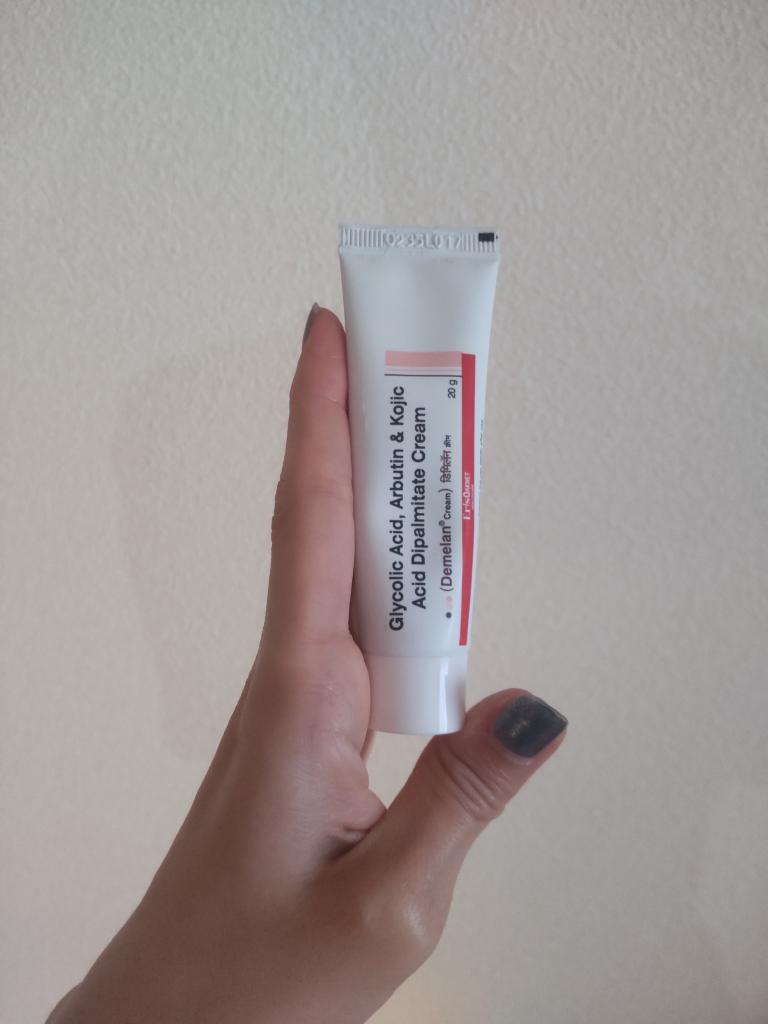 Glycolic Acid, Arbutin & Kojic
Acid Dipalmitate Cream
(Demelan® Cream) डिमिलॅन क्रीम
20 g